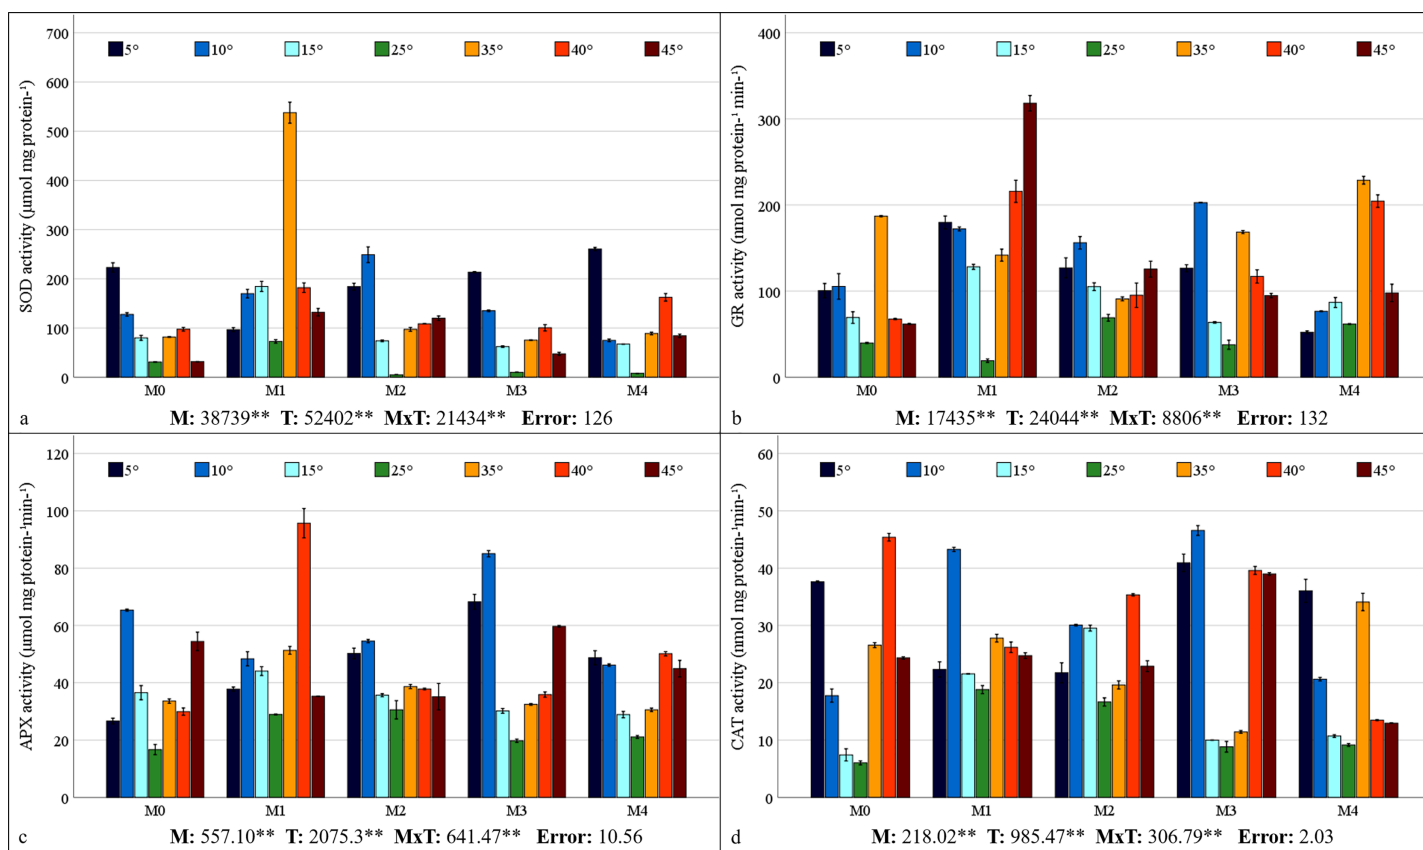 SOD activity (µmol mg protein-¹)
700
600
500
400
300
200
100
0
5° 10° 15° 25° 35° 40° 45°
M0 M1 M2 M3 M4
a M: 38739** T: 52402** MxT: 21434** Error: 126
GR activity (nmol mg protein-¹ min-¹)
400
300
200
100
0
5° 10° 15° 25° 35° 40° 45°
M0 M1 M2 M3 M4
b M: 17435** T: 24044** MxT: 8806** Error: 132
APX activity (µmol mg ptotein-¹min-¹)
120
100
80
60
40
20
0
5° 10° 15° 25° 35° 40° 45°
M0 M1 M2 M3 M4
c M: 557.10** T: 2075.3** MxT: 641.47** Error: 10.56
CAT activity (nmol mg protein-¹min-¹)
60
50
40
30
20
10
0
5° 10° 15° 25° 35° 40° 45°
M0 M1 M2 M3 M4
d M: 218.02** T: 985.47** MxT: 306.79** Error: 2.03